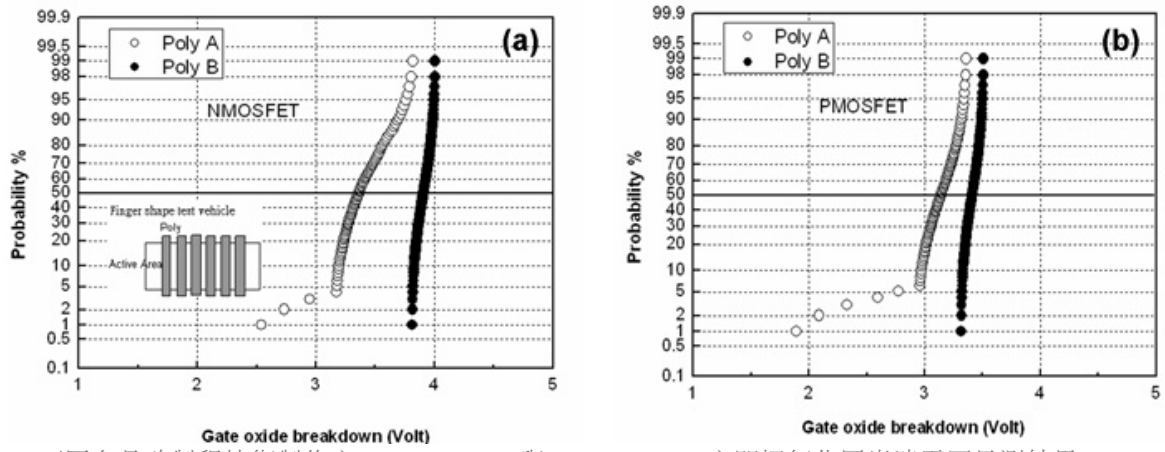 99.9
99.5
99
98
95
90
80
70
60
50
40
30
20
10
5
2
1
0.5
0.1
Probability %
Poly A
Poly B
(a)
NMOSFET
Finger shape test vehicle
Poly
Active Area
1 2 3 4 5
Gate oxide breakdown (Volt)
99.9
99.5
99
98
95
90
80
70
60
50
40
30
20
10
5
2
1
0.5
0.1
Probability %
Poly A
Poly B
(b)
PMOSFET
1 2 3 4 5
Gate oxide breakdown (Volt)